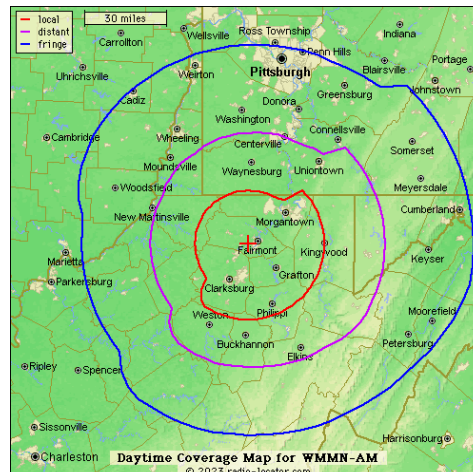 local
distant
fringe
30 miles
Carrollton
Wellsville
Ross Township
Indiana
Penn Hills
Pittsburgh
Blairsville
Portage
Uhrichsville
Weirton
Johnstown
Greensburg
Cadiz
Donora
Washington
Connellsville
Cambridge
Wheeling
Centerville
Somerset
Moundsville
Waynesburg
Uniontown
Meyersdale
Woodsfield
New Martinsville
Morgantown
Cumberland
Fairmont
Kingwood
Marietta
Keyser
Parkersburg
Clarksburg
Grafton
Weston
Philippi
Moorefield
Buckhannon
Elkins
Petersburg
Ripley
Spencer
Sissonville
Harrisonburg
Charleston
Daytime Coverage Map for WMMN-AM
© 2023 radio-locator.com